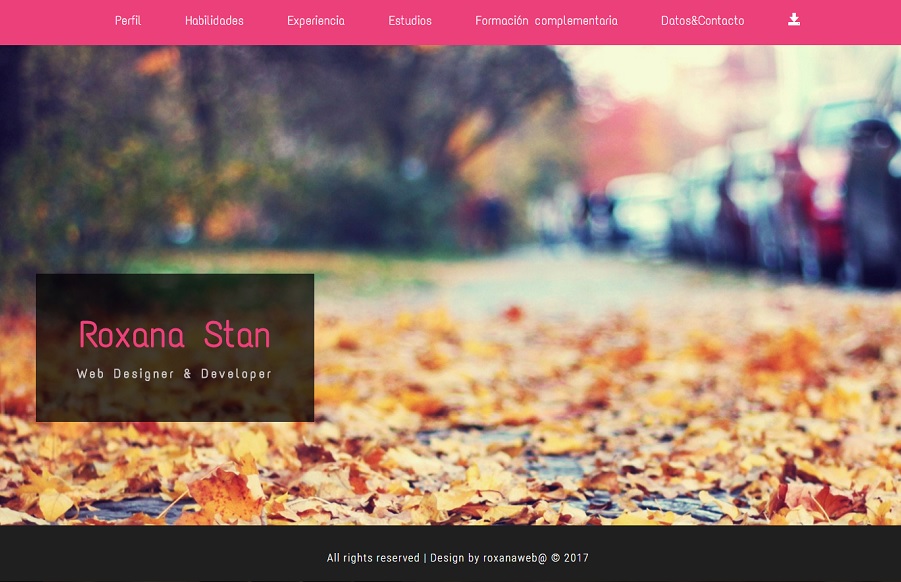 Perfil Habilidades Experiencia Estudios Formación complementaria Datos&Contacto
Roxana Stan
Web Designer & Developer
All rights reserved | Design by roxanaweb@ © 2017